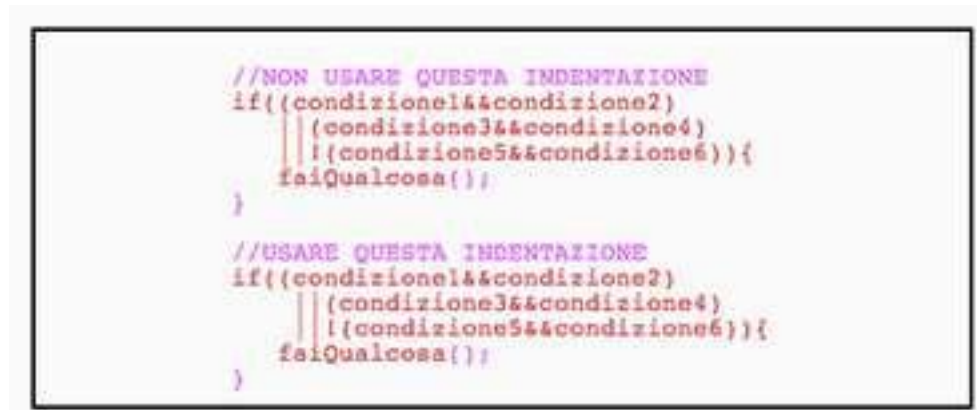 //NON USARE QUESTA INDENTAZIONE
if((condizione1&&condizione2)
||(condizione3&&condizione4)
||!(condizione5&&condizione6)){
faiQualcosa();
}
//USARE QUESTA INDENTAZIONE
if((condizione1&&condizione2)
||(condizione3&&condizione4)
||!(condizione5&&condizione6)){
faiQualcosa();
}